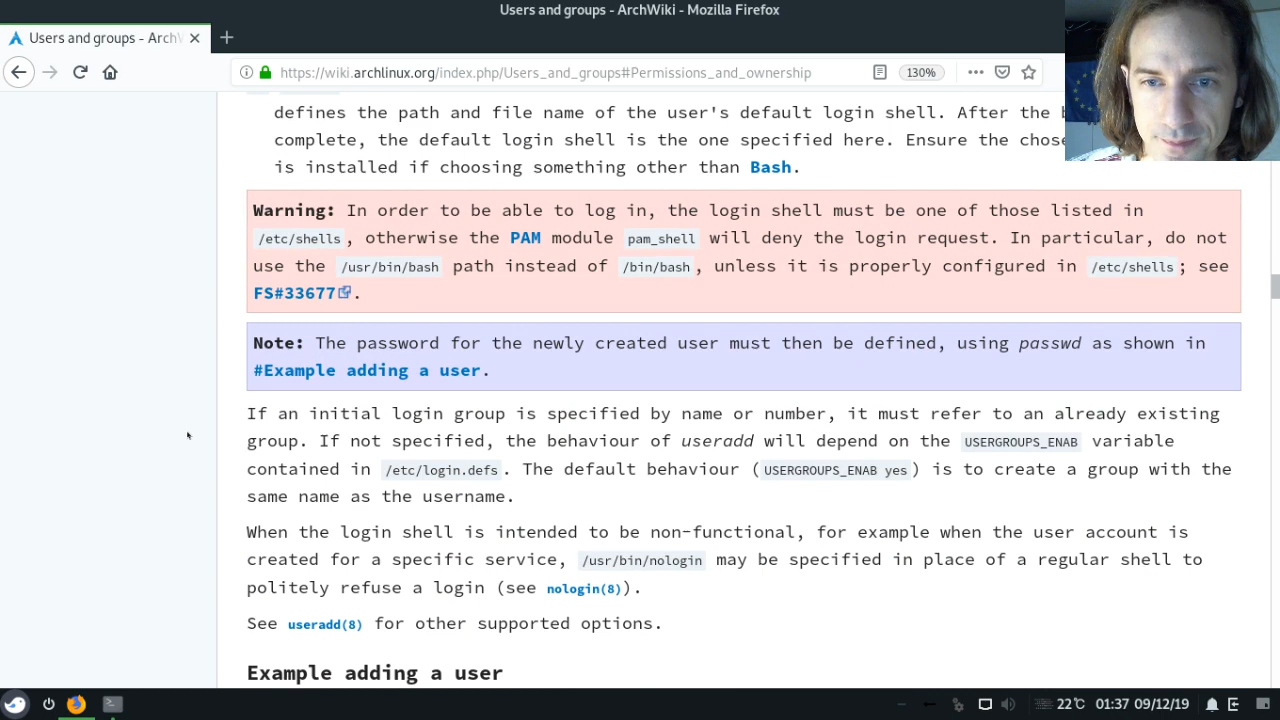 Users and groups - ArchWiki - Mozilla Firefox
Users and groups - ArchW
https://wiki.archlinux.org/index.php/Users_and_groups#Permissions_and_ownership
130%
defines the path and file name of the user's default login shell. After the b
complete, the default login shell is the one specified here. Ensure the chose
is installed if choosing something other than Bash.
Warning: In order to be able to log in, the login shell must be one of those listed in
/etc/shells, otherwise the PAM module pam_shell will deny the login request. In particular, do not
use the /usr/bin/bash path instead of /bin/bash, unless it is properly configured in /etc/shells; see
FS#33677.
Note: The password for the newly created user must then be defined, using passwd as shown in
#Example adding a user.
If an initial login group is specified by name or number, it must refer to an already existing
group. If not specified, the behaviour of useradd will depend on the USERGROUPS_ENAB variable
contained in /etc/login.defs. The default behaviour (USERGROUPS_ENAB yes) is to create a group with the
same name as the username.
When the login shell is intended to be non-functional, for example when the user account is
created for a specific service, /usr/bin/nologin may be specified in place of a regular shell to
politely refuse a login (see nologin(8)).
See useradd(8) for other supported options.
Example adding a user
22℃ 01:37 09/12/19